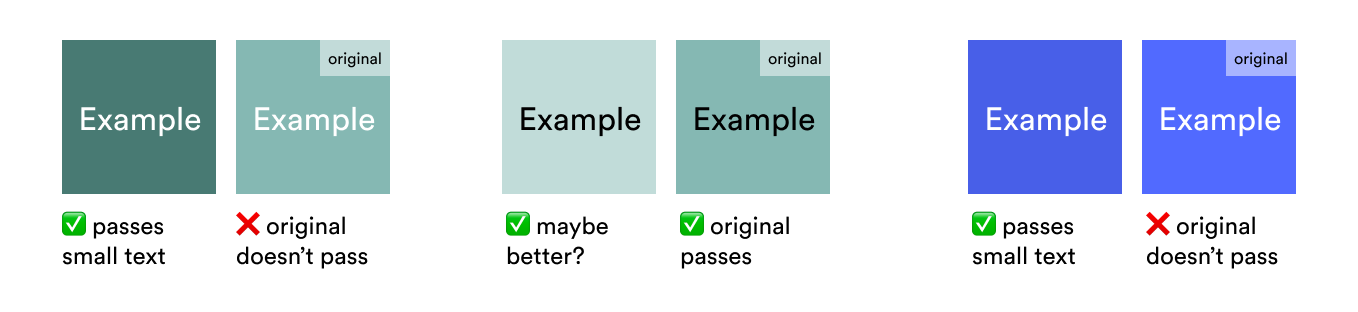 Example
✅ passes
small text
original
Example
❌ original
doesn’t pass
Example
✅ maybe
better?
original
Example
✅ original
passes
Example
✅ passes
small text
original
Example
❌ original
doesn’t pass